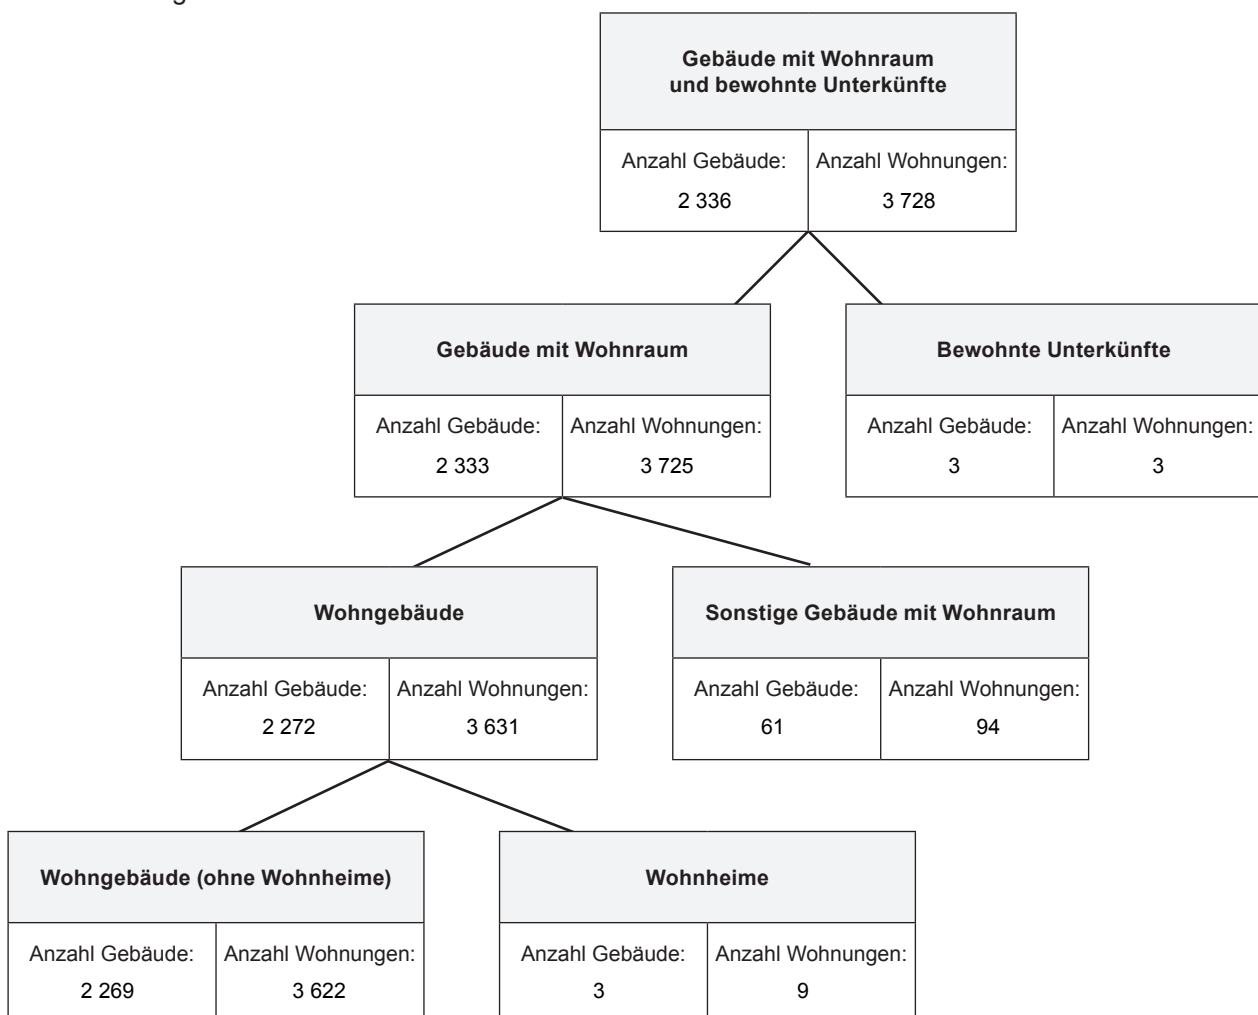 Gebäude mit Wohnraum
und bewohnte Unterkünfte
Anzahl Gebäude:
2 336
Anzahl Wohnungen:
3 728
Gebäude mit Wohnraum
Anzahl Gebäude:
2 333
Anzahl Wohnungen:
3 725
Bewohnte Unterkünfte
Anzahl Gebäude:
3
Anzahl Wohnungen:
3
Wohngebäude
Anzahl Gebäude:
2 272
Anzahl Wohnungen:
3 631
Sonstige Gebäude mit Wohnraum
Anzahl Gebäude:
61
Anzahl Wohnungen:
94
Wohngebäude (ohne Wohnheime)
Anzahl Gebäude:
2 269
Anzahl Wohnungen:
3 622
Wohnheime
Anzahl Gebäude:
3
Anzahl Wohnungen:
9